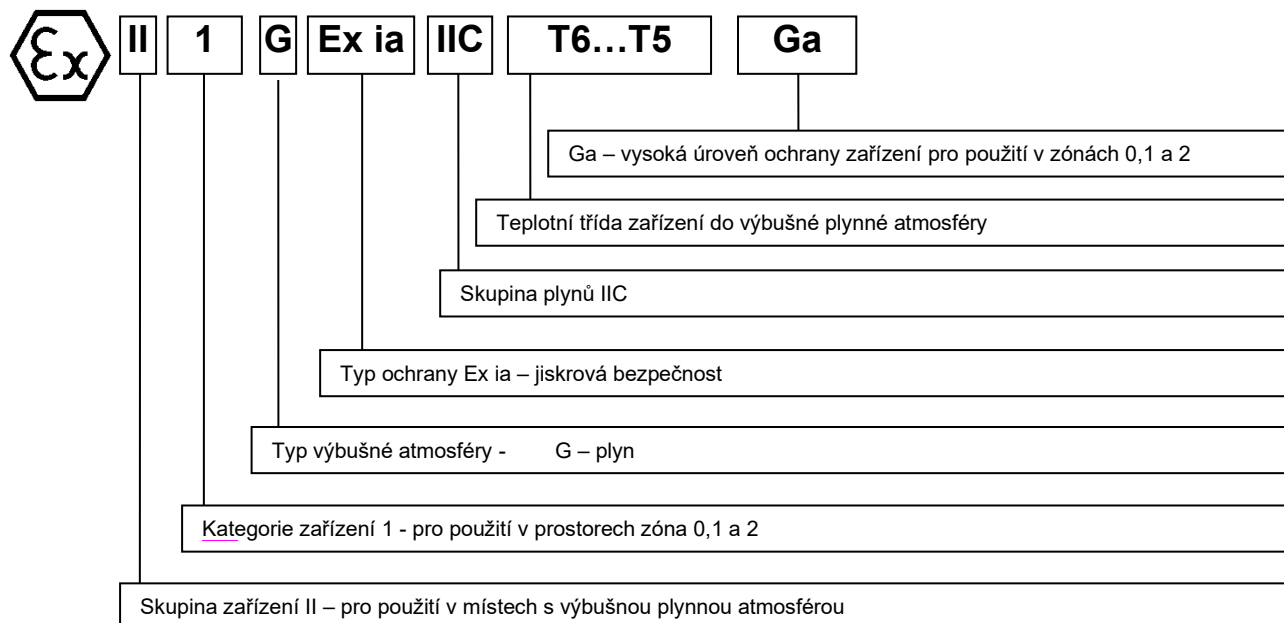 Ex II 1 G Ex ia IIC T6...T5 Ga
Ga – vysoká úroveň ochrany zařízení pro použití v zónách 0,1 a 2
Teplotní třída zařízení do výbušné plynné atmosféry
Skupina plynů IIC
Typ ochrany Ex ia – jiskrová bezpečnost
Typ výbušné atmosféry - G – plyn
Kategorie zařízení 1 - pro použití v prostorech zóna 0,1 a 2
Skupina zařízení II – pro použití v místech s výbušnou plynnou atmosférou